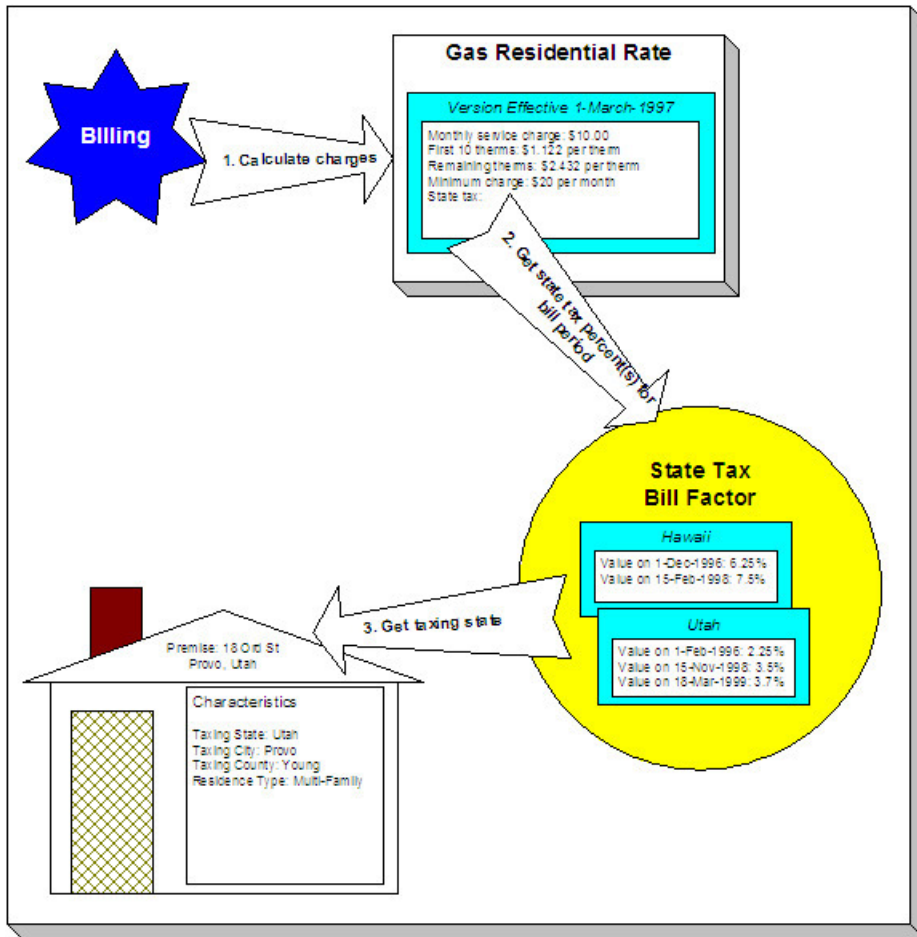 Gas Residential Rate
Billing
Version Effective 1-March-1997
Monthly service charge: $10.00
First 10 therms: $1.122 per therm
Remaining therms: $2.432 per therm
Minimum charge: $20 per month
State tax:
1. Calculate charges
2. Get state tax percent(s) for
bill period
State Tax
Bill Factor
Hawaii
Value on 1-Dec-1996: 6.25%
Value on 15-Feb-1998: 7.5%
Utah
Value on 1-Feb-1996: 2.25%
Value on 15-Nov-1998: 3.5%
Value on 18-Mar-1999: 3.7%
3. Get taxing state
Premise: 18 Ord St
Provo, Utah
Characteristics
Taxing State: Utah
Taxing City: Provo
Taxing County: Young
Residence Type: Multi-Family